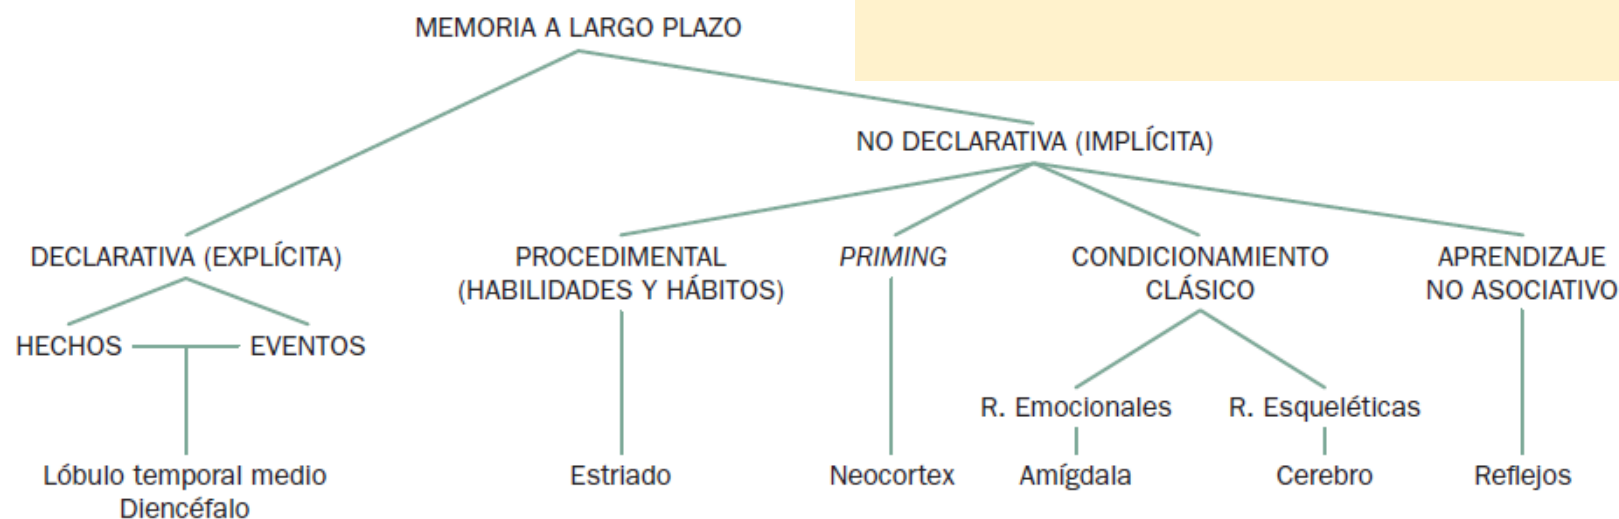 MEMORIA A LARGO PLAZO
NO DECLARATIVA (IMPLÍCITA)
DECLARATIVA (EXPLÍCITA)
PROCEDIMENTAL
(HABILIDADES Y HÁBITOS)
PRIMING
CONDICIONAMIENTO
CLÁSICO
APRENDIZAJE
NO ASOCIATIVO
HECHOS
EVENTOS
R. Emocionales
R. Esqueléticas
Lóbulo temporal medio
Diencéfalo
Estriado
Neocortex
Amígdala
Cerebro
Reflejos